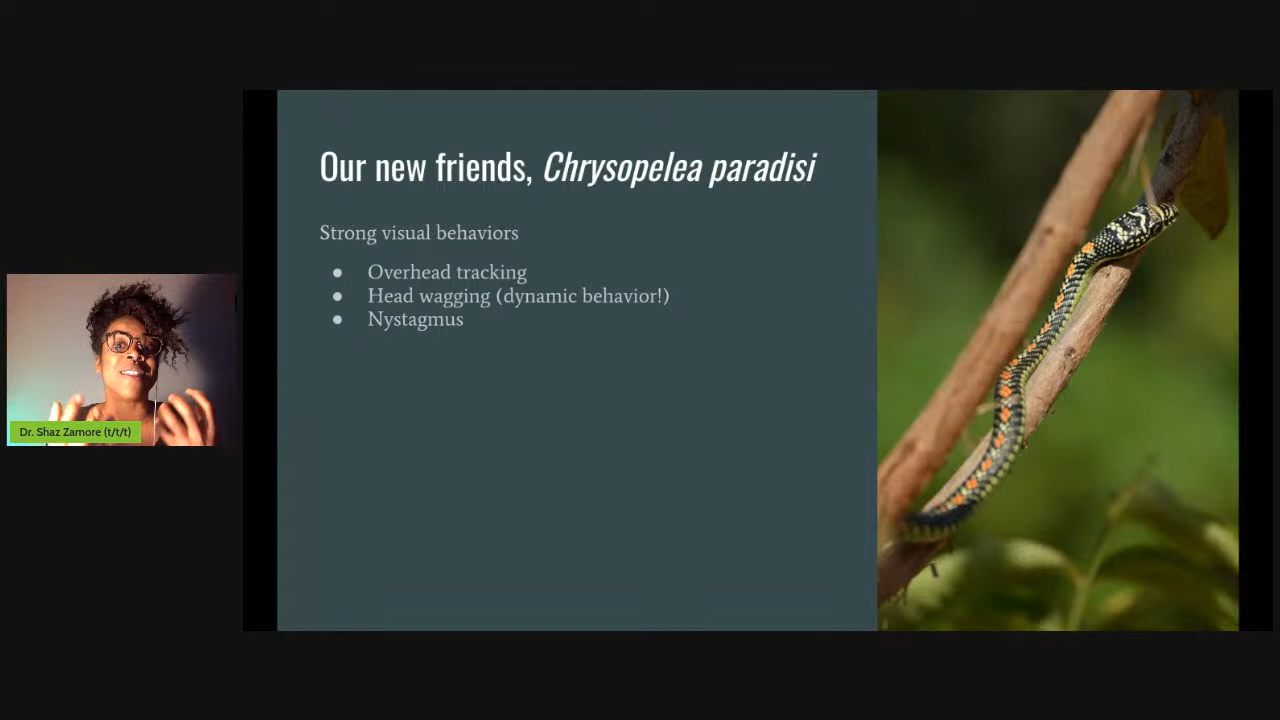 Our new friends, Chrysopelea paradisi
Strong visual behaviors
● Overhead tracking
● Head wagging (dynamic behavior!)
● Nystagmus
Dr. Shaz Zamore (t/t/t)